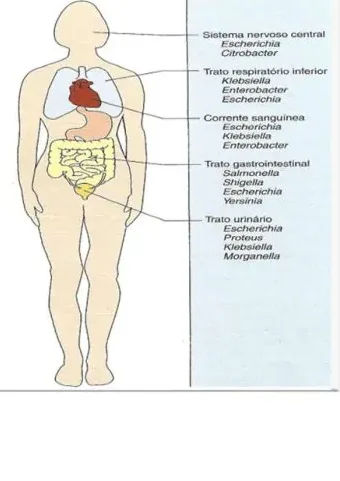 Sistema nervoso central
Escherichia
Citrobacter
Trato respiratório inferior
Klebsiella
Enterobacter
Escherichia
Corrente sanguínea
Escherichia
Klebsiella
Enterobacter
Trato gastrointestinal
Salmonella
Shigella
Escherichia
Yersinia
Trato urinário
Escherichia
Proteus
Klebsiella
Morganella